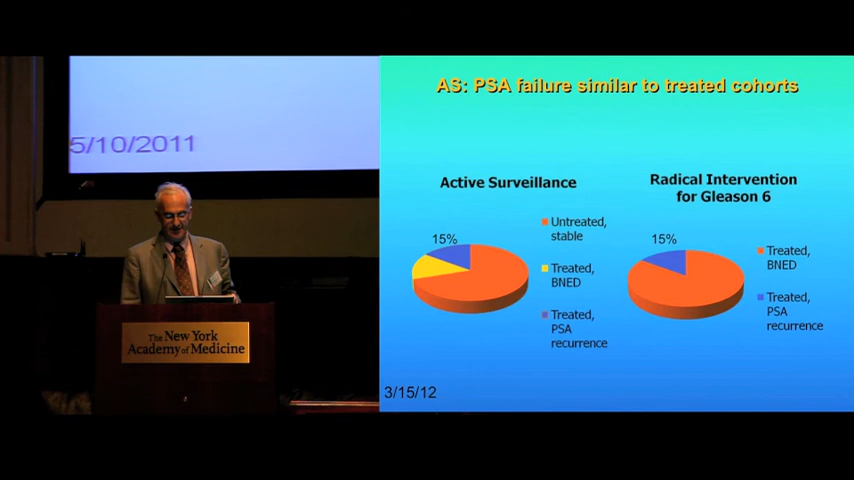 5/10/2011
The New York
Academy of Medicine
AS: PSA failure similar to treated cohorts
Active Surveillance
15%
Untreated,
stable
Treated,
BNED
Treated,
PSA
recurrence
Radical Intervention
for Gleason 6
15%
Treated,
BNED
Treated,
PSA
recurrence
3/15/12